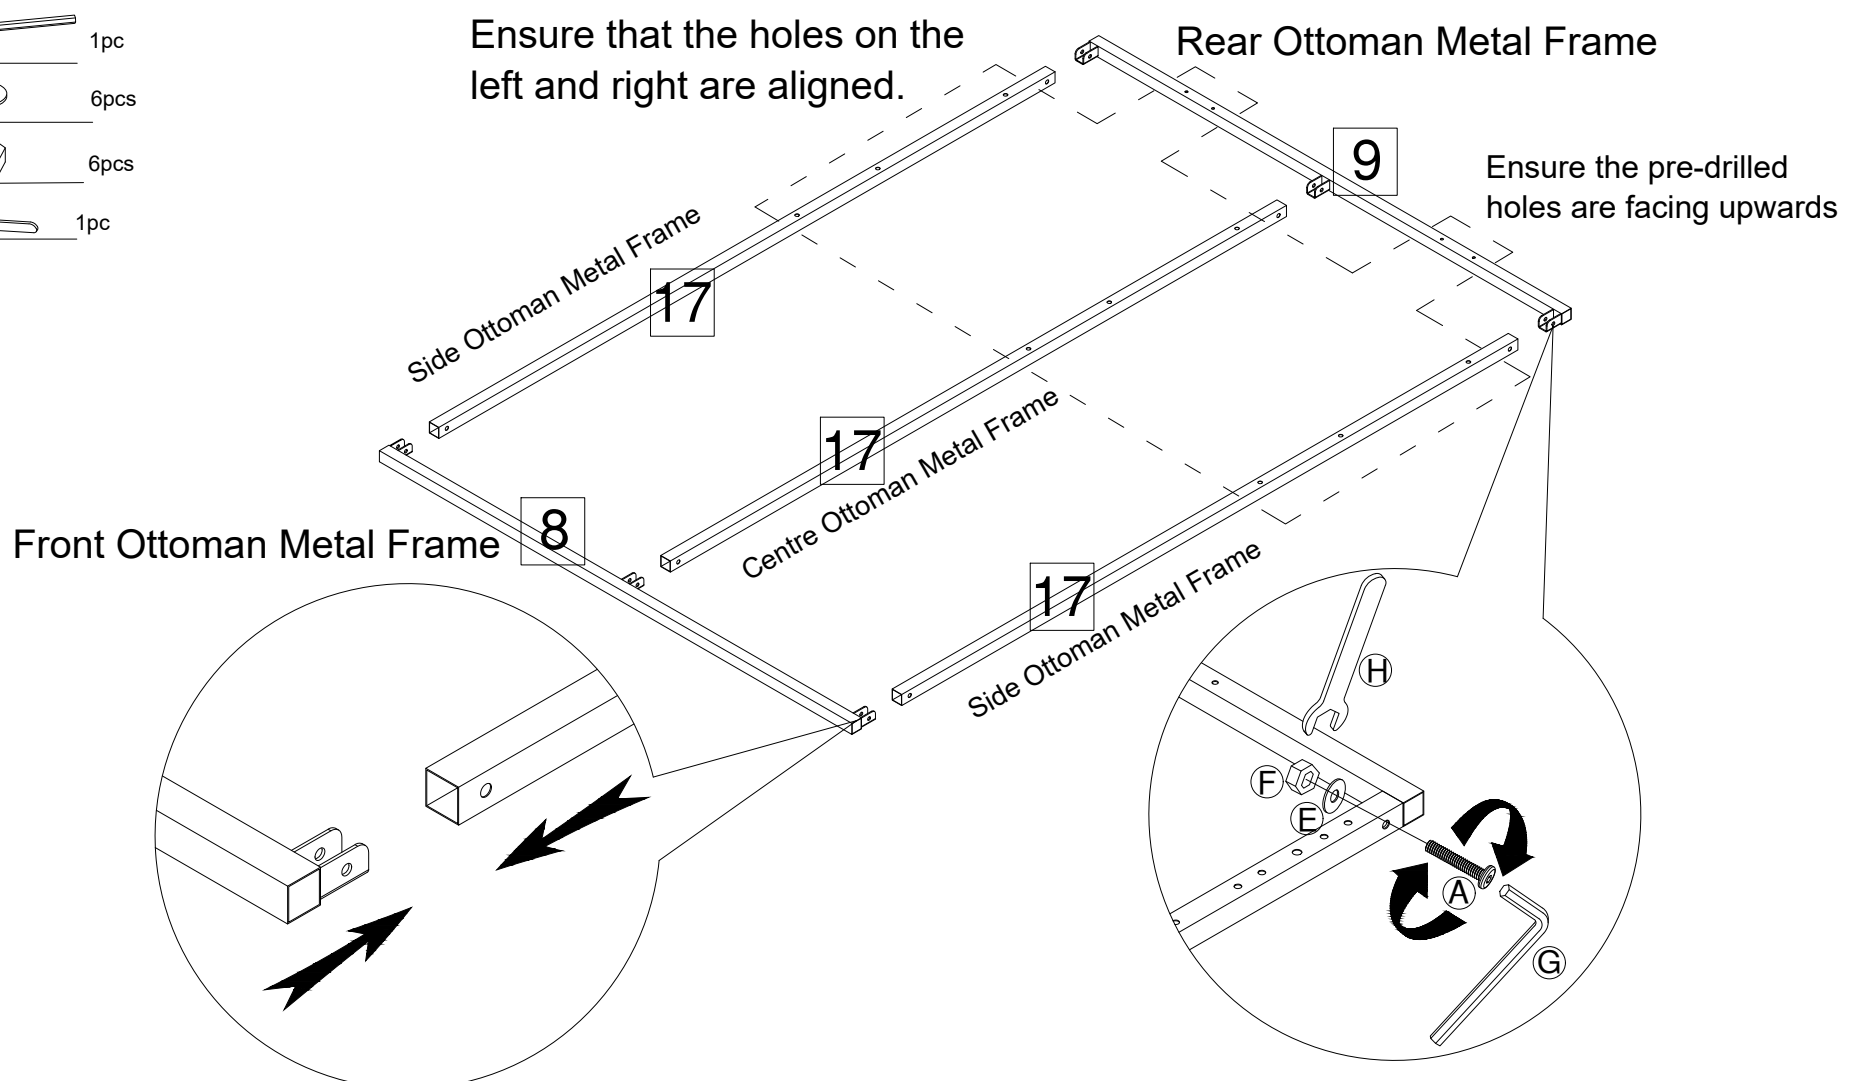 1pc
6pcs
6pcs
1pc
Ensure that the holes on the
left and right are aligned.
Rear Ottoman Metal Frame
9
Ensure the pre-drilled
holes are facing upwards
Side Ottoman Metal Frame
17
17
Centre Ottoman Metal Frame
8
Front Ottoman Metal Frame
17
Side Ottoman Metal Frame
H
F
E
A
G